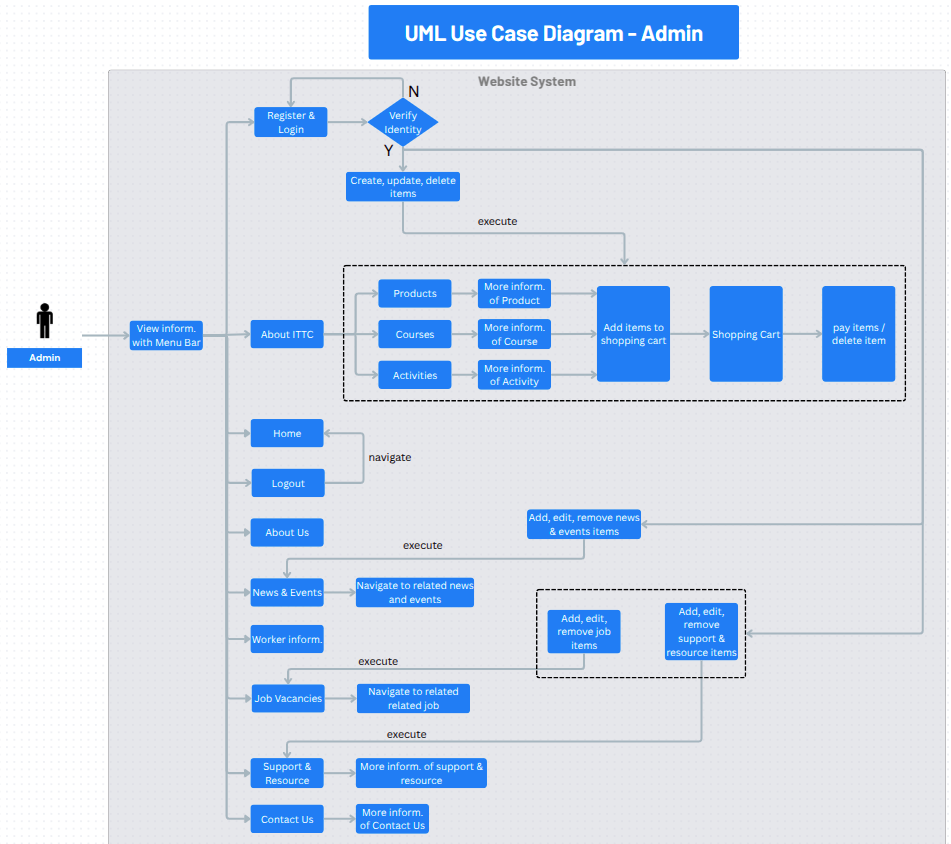 UML Use Case Diagram - Admin
Website System
N
Register &
Login
Verify
Identity
Y
Create, update, delete
items
execute
Products
More inform.
of Product
Admin
View inform.
with Menu Bar
About ITTC
Courses
More inform.
of Course
Add items to
shopping cart
Shopping Cart
pay items /
delete item
Activities
More inform.
of Activity
Home
navigate
Logout
About Us
Add, edit, remove news
& events items
execute
News & Events
Navigate to related news
and events
Worker inform.
Add, edit,
remove job
items
Add, edit,
remove
support &
resource items
execute
Job Vacancies
Navigate to related
related job
execute
Support &
Resource
More inform. of support &
resource
Contact Us
More inform.
of Contact Us